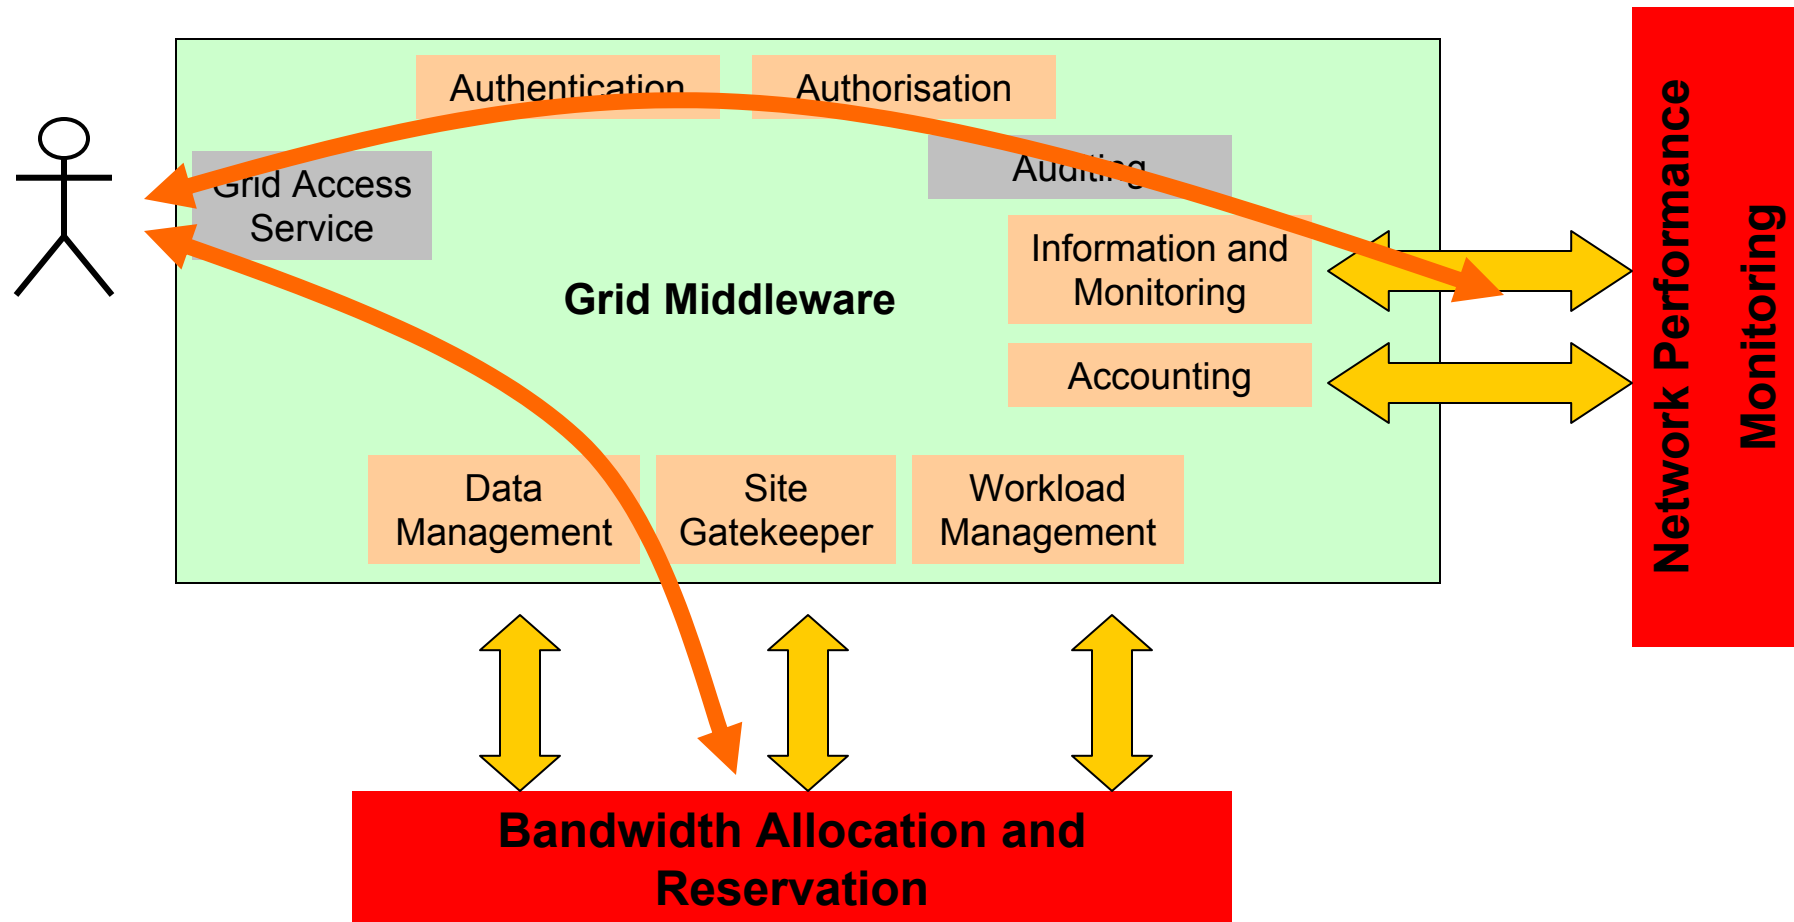 Authentication
Authorisation
Auditing
Grid Access
Service
Information and
Monitoring
Grid Middleware
Accounting
Data
Management
Site
Gatekeeper
Workload
Management
Network Performance
Monitoring
Bandwidth Allocation and
Reservation